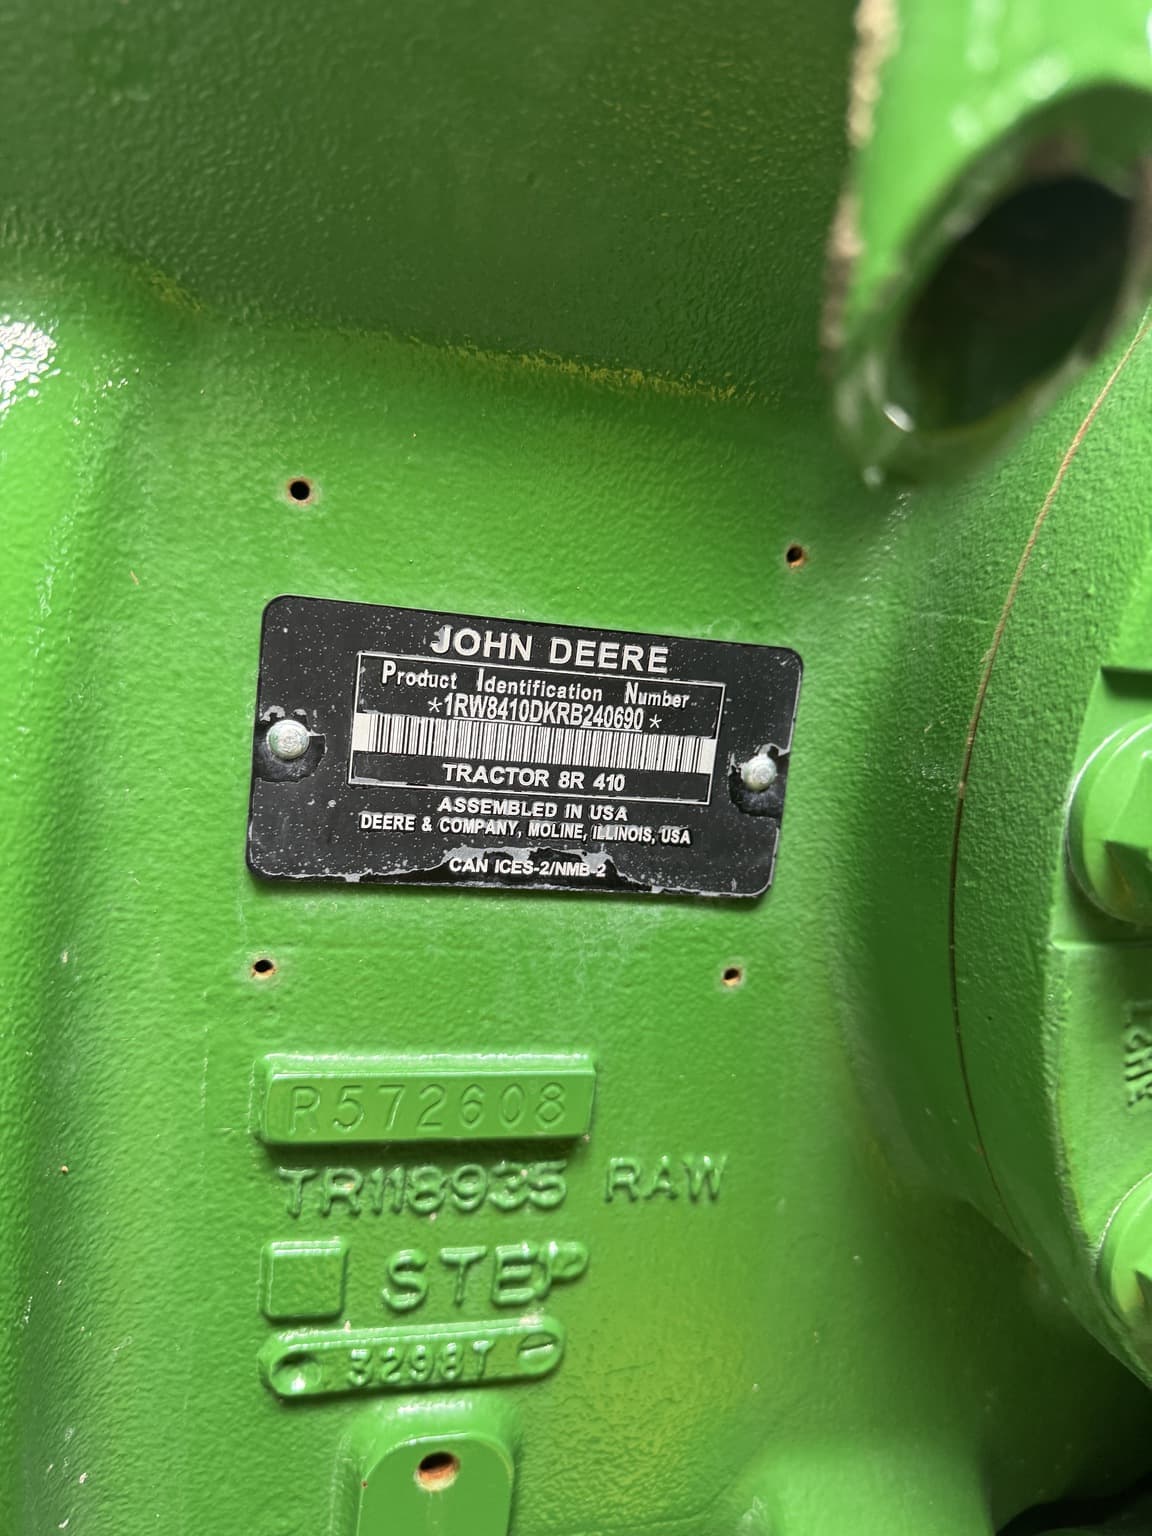 JOHN DEERE
Product Identification Number
*1RW8410DKRB240690*
TRACTOR 8R 410
ASSEMBLED IN USA
DEERE & COMPANY, MOLINE, ILLINOIS, USA
CAN ICES-2/NMB-2
R572608
TR118935 RAW
STEP
3298T